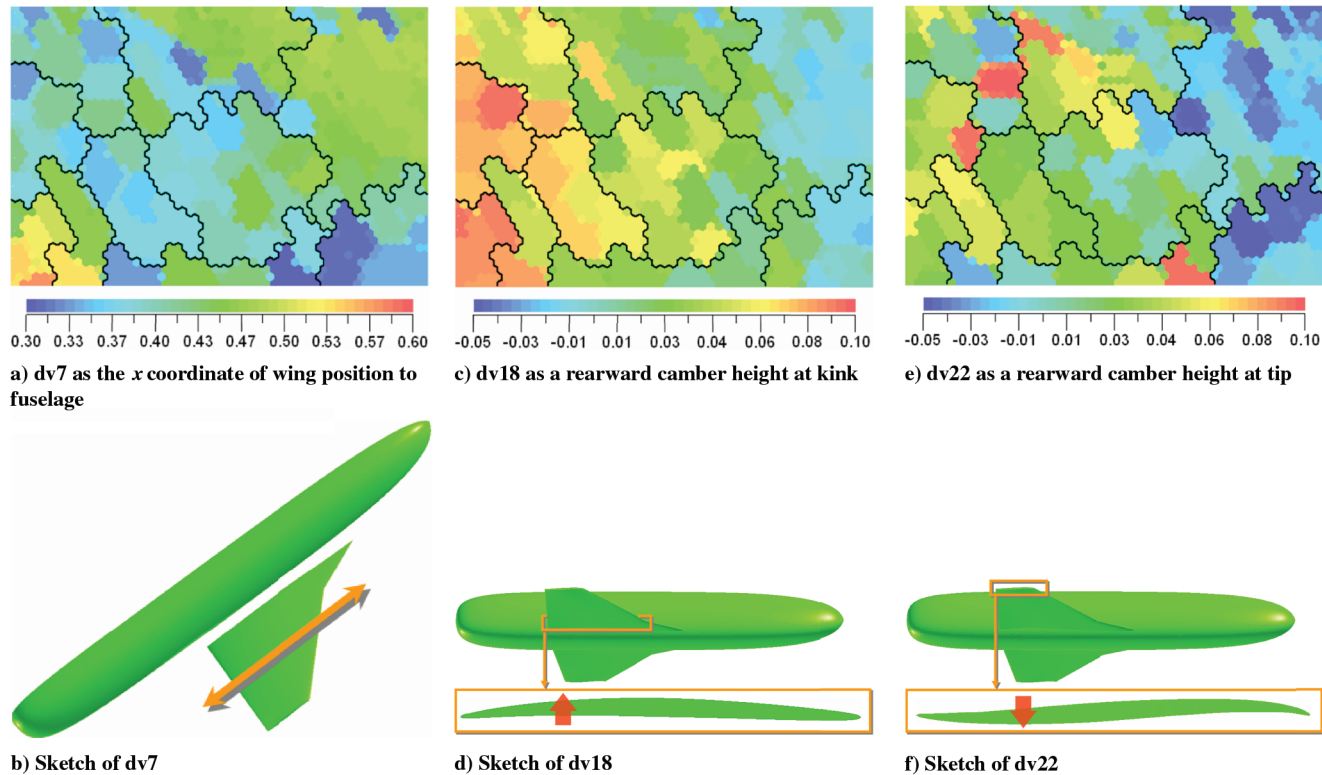 0.30 0.33 0.37 0.40 0.43 0.47 0.50 0.53 0.57 0.60
-0.05 -0.03 -0.01 0.01 0.03 0.04 0.06 0.08 0.10
-0.05 -0.03 -0.01 0.01 0.03 0.04 0.06 0.08 0.10
a) dv7 as the x coordinate of wing position to
fuselage
c) dv18 as a rearward camber height at kink
e) dv22 as a rearward camber height at tip
b) Sketch of dv7
d) Sketch of dv18
f) Sketch of dv22